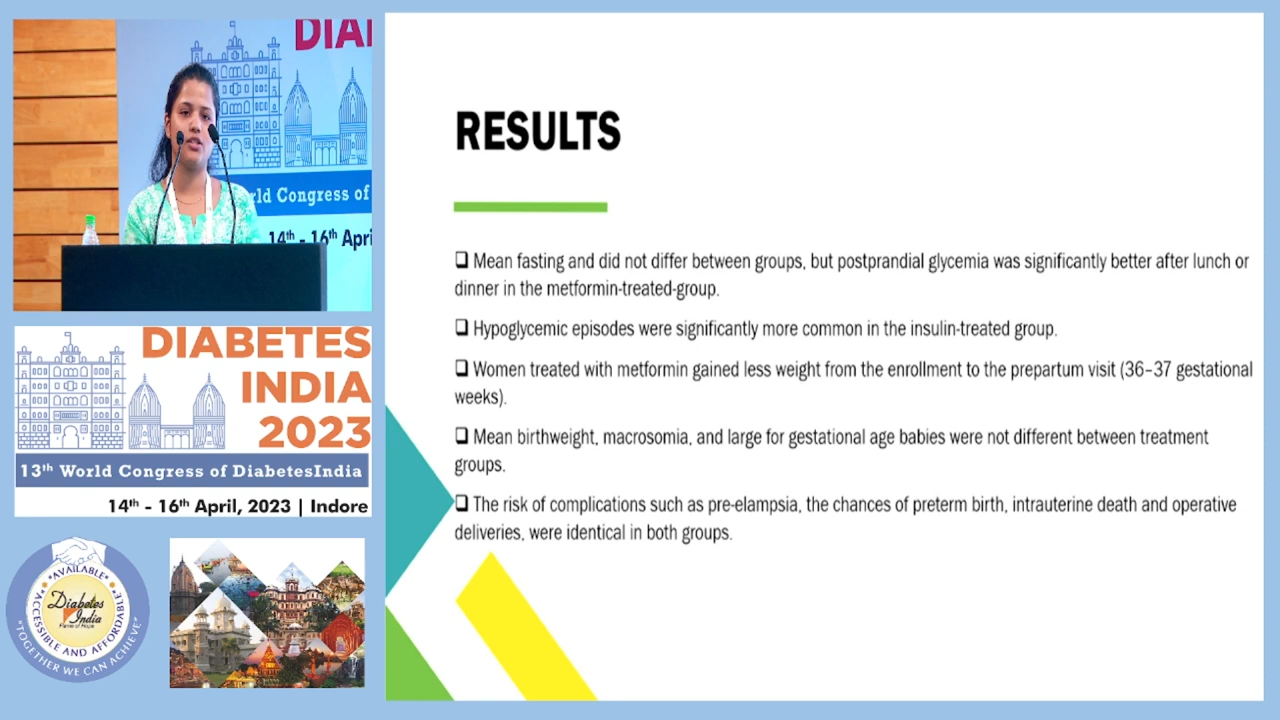 DIAI
rld Congress of
14th - 16th Apri
DIABETES
INDIA
2023
13th World Congress of DiabetesIndia
14th - 16th April, 2023 | Indore
*AVAILABLE*
*ACCESSIBLE AND AFFORDABLE*
Diabetes
India
"TOGETHER WE CAN ACHIEVE"
RESULTS
❑ Mean fasting and did not differ between groups, but postprandial glycemia was significantly better after lunch or
dinner in the metformin-treated-group.
❑ Hypoglycemic episodes were significantly more common in the insulin-treated group.
❑ Women treated with metformin gained less weight from the enrollment to the prepartum visit (36–37 gestational
weeks).
❑ Mean birthweight, macrosomia, and large for gestational age babies were not different between treatment
groups.
❑ The risk of complications such as pre-elampsia, the chances of preterm birth, intrauterine death and operative
deliveries, were identical in both groups.